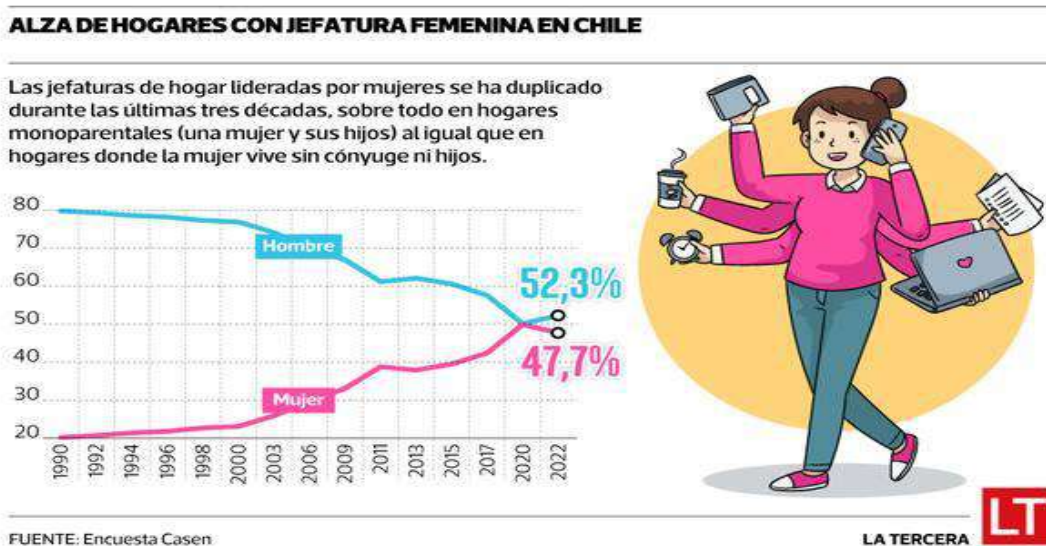 ALZA DE HOGARES CON JEFATURA FEMENINA EN CHILE
Las jefaturas de hogar lideradas por mujeres se ha duplicado
durante las últimas tres décadas, sobre todo en hogares
monoparentales (una mujer y sus hijos) al igual que en
hogares donde la mujer vive sin cónyuge ni hijos.
80
70
60
50
40
30
20
Hombre
52,3%
47,7%
Mujer
1990 1992 1994 1996 1998 2000 2003 2006 2009 2011 2013 2015 2017 2020 2022
FUENTE: Encuesta Casen
LA TERCERA
LT